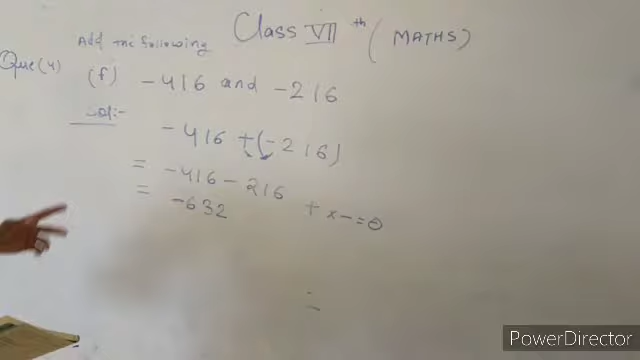 Class VII th (MATHS)
Add the following
Que(4) (f) -416 and -216
Sol:-
-416 + (-216)
= -416 - 216
= -632 + x - = ⊖
=
PowerDirector